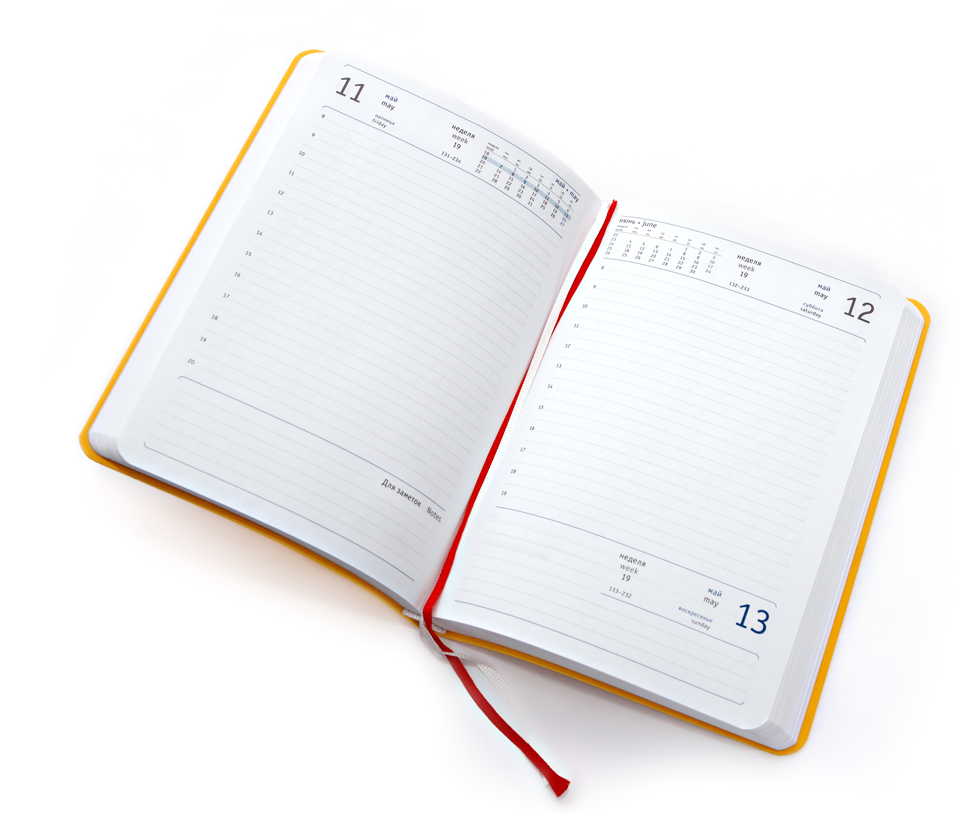 11
май
may
пятница
friday
неделя
week
19
131–234
май • may
8
9
10
11
12
13
14
15
16
17
18
19
20
Для заметок Notes
июнь • june
неделя
week
19
132–233
май
may
суббота
saturday
12
8
9
10
11
12
13
14
15
16
17
18
19
неделя
week
19
133–232
май
may
воскресенье
sunday
13